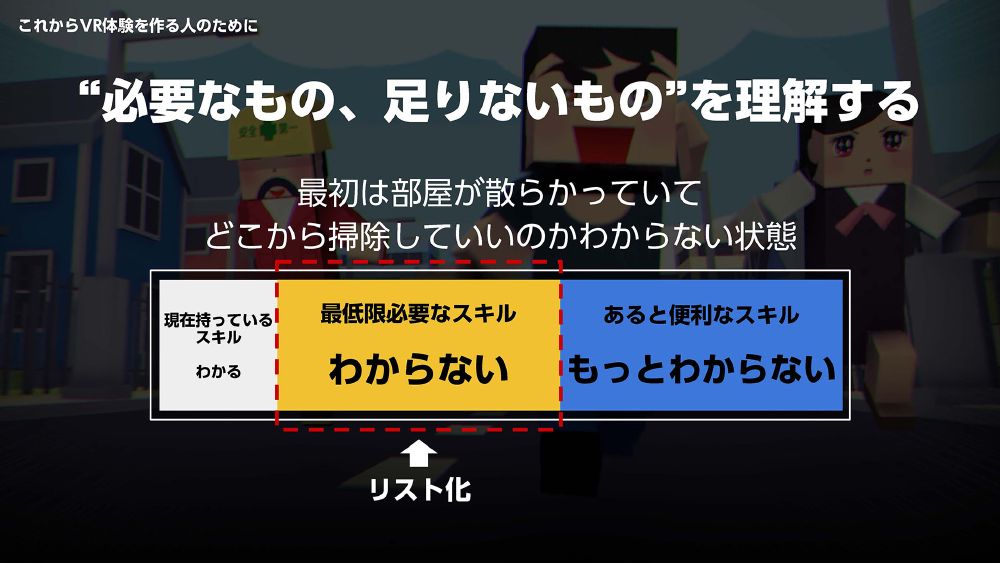 これからVR体験を作る人のために
“必要なもの、足りないもの”を理解する
最初は部屋が散らかっていて
どこから掃除していいのかわからない状態
現在持っている
スキル
わかる
最低限必要なスキル
わからない
あると便利なスキル
もっとわからない
リスト化
安全 第一